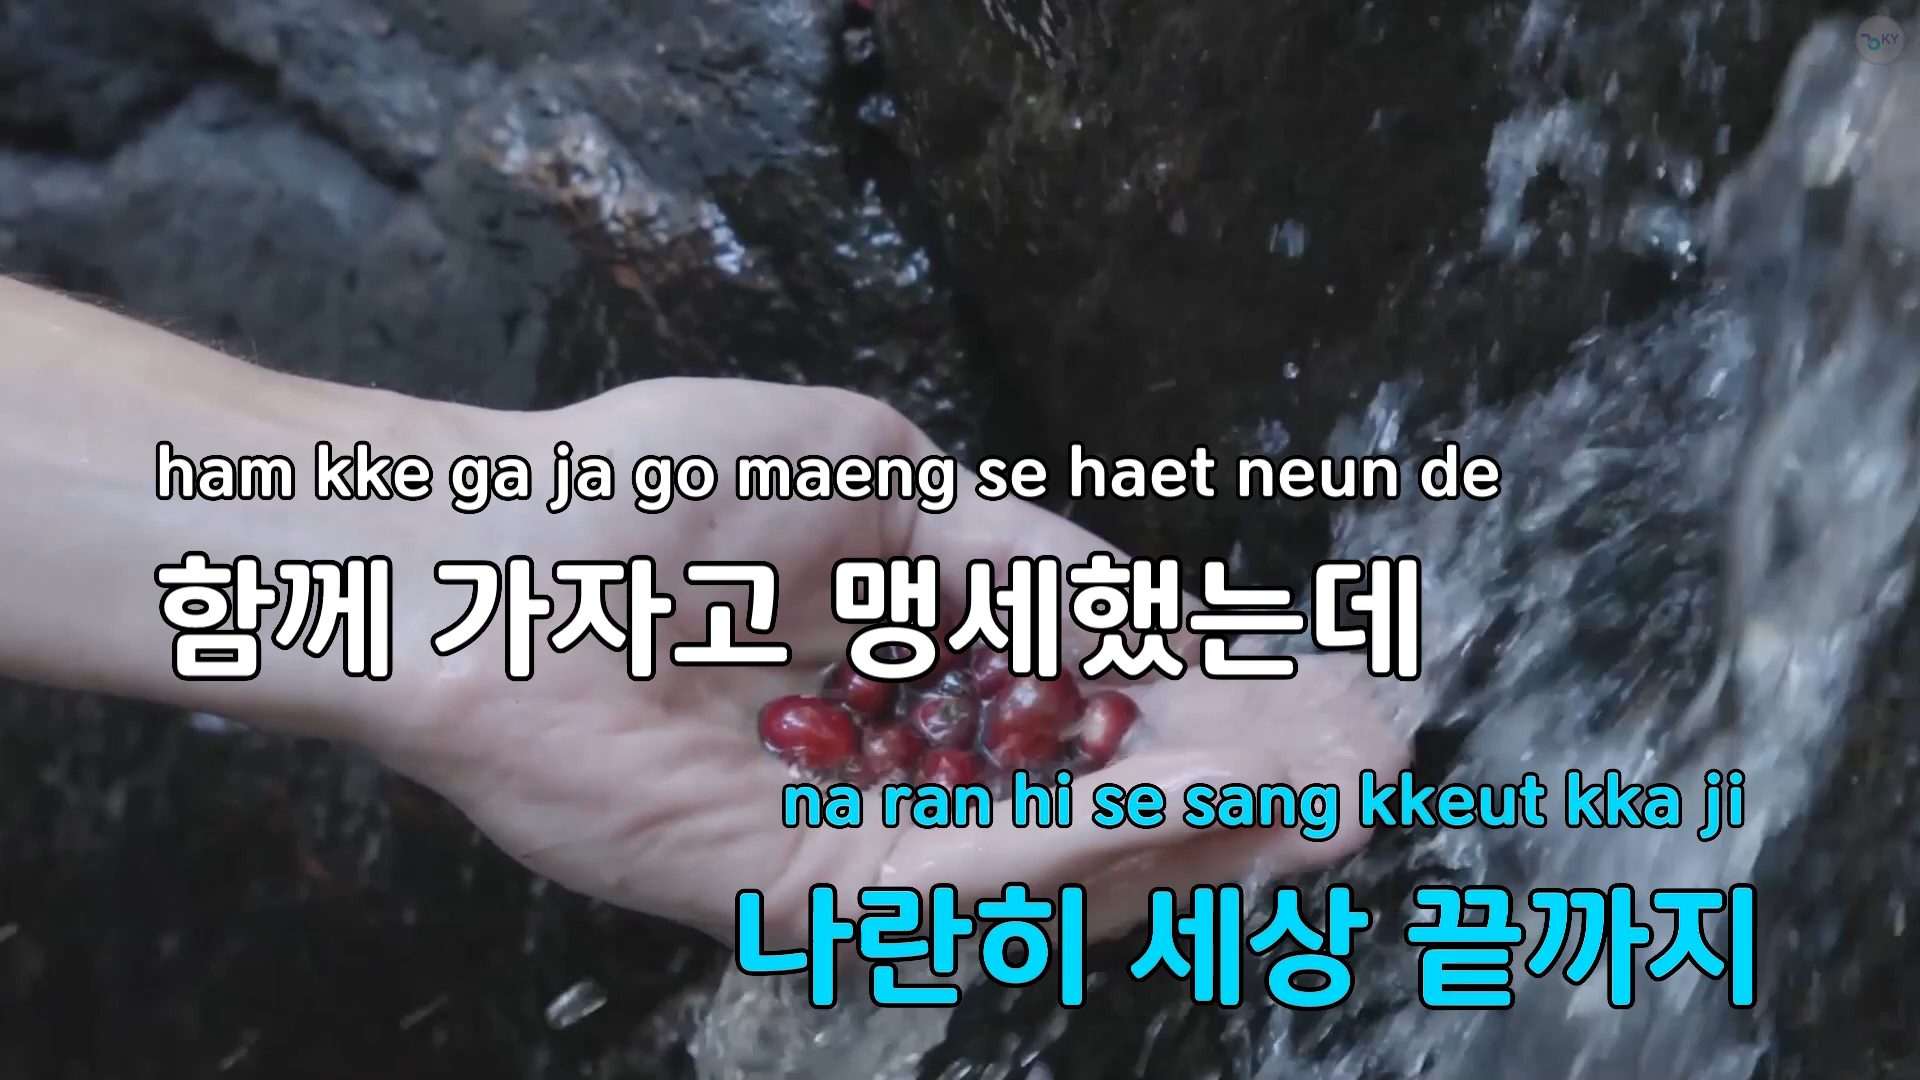 KY
ham kke ga ja go maeng se haet neun de
함께 가자고 맹세했는데
na ran hi se sang kkeut kka ji
나란히 세상 끝까지